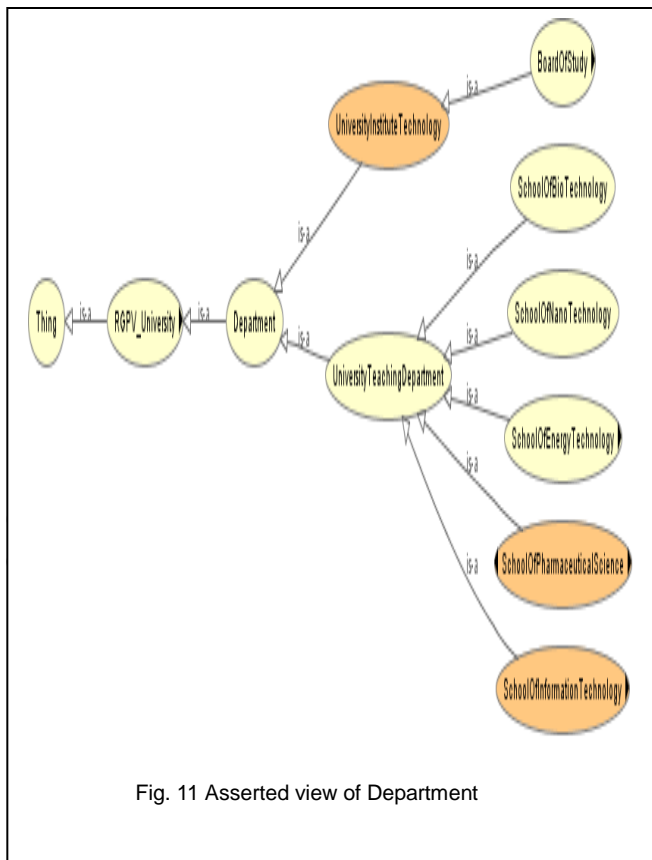 BoardOfStudy
is-a
UniversityInstituteTechnology
SchoolOfBioTechnology
is-a
is-a
SchoolOfNanoTechnology
is-a
Thing
is-a
RGPV_University
is-a
Department
is-a
UniversityTeachingDepartment
is-a
SchoolOfEnergyTechnology
is-a
SchoolOfPharmaceuticalScience
is-a
SchoolOfInformationTechnology
Fig. 11 Asserted view of Department